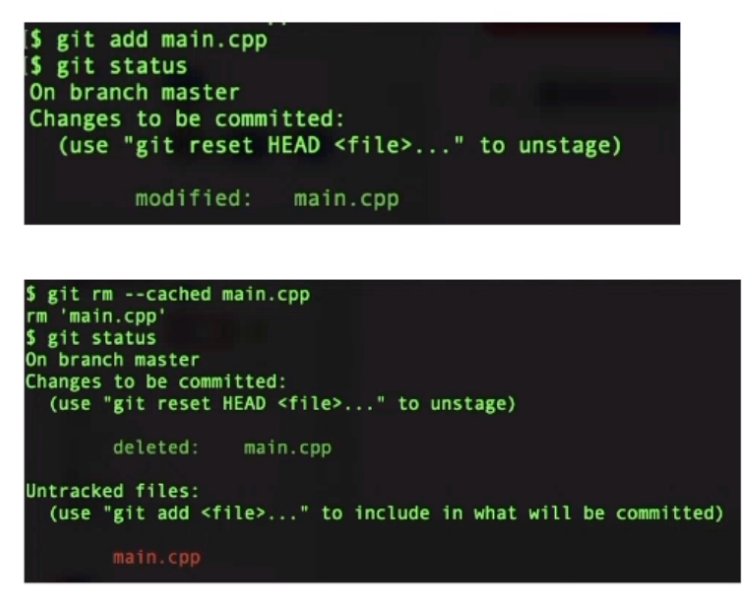 $ git add main.cpp
$ git status
On branch master
Changes to be committed:
(use "git reset HEAD <file>..." to unstage)
modified: main.cpp
$ git rm --cached main.cpp
rm 'main.cpp'
$ git status
On branch master
Changes to be committed:
(use "git reset HEAD <file>..." to unstage)
deleted: main.cpp
Untracked files:
(use "git add <file>..." to include in what will be committed)
main.cpp